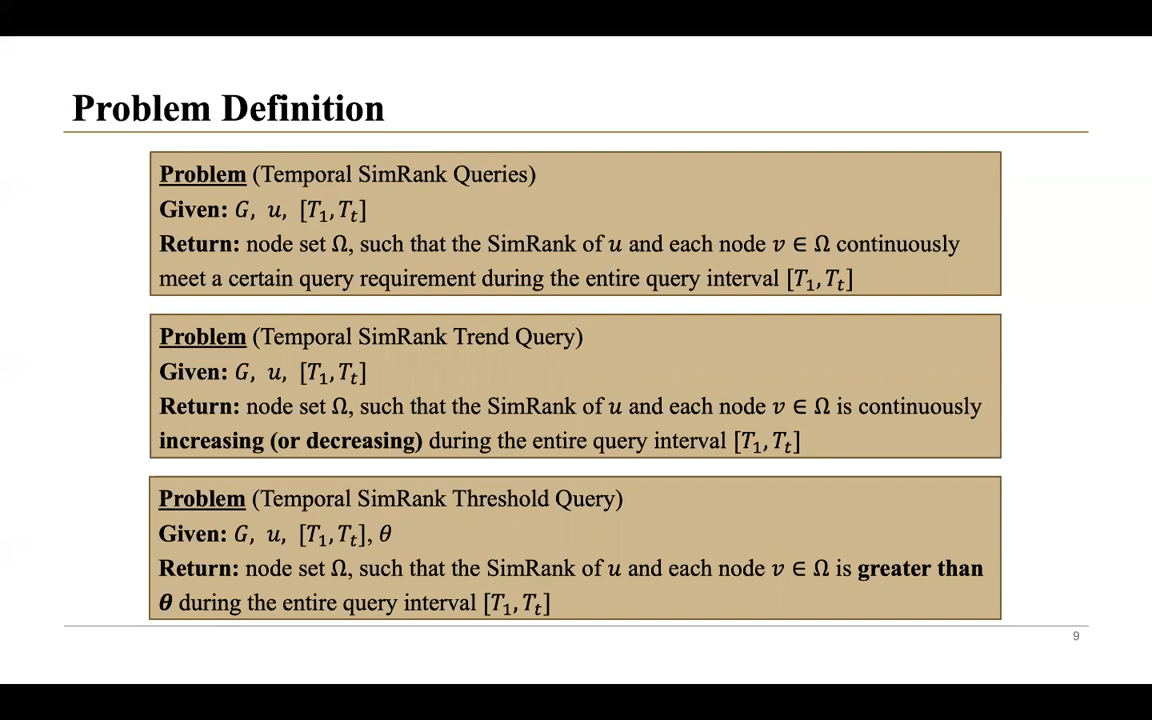 Problem Definition
Problem (Temporal SimRank Queries)
Given: G, u, [T₁, Tₜ]
Return: node set Ω, such that the SimRank of u and each node v ∈ Ω continuously
meet a certain query requirement during the entire query interval [T₁, Tₜ]
Problem (Temporal SimRank Trend Query)
Given: G, u, [T₁, Tₜ]
Return: node set Ω, such that the SimRank of u and each node v ∈ Ω is continuously
increasing (or decreasing) during the entire query interval [T₁, Tₜ]
Problem (Temporal SimRank Threshold Query)
Given: G, u, [T₁, Tₜ], θ
Return: node set Ω, such that the SimRank of u and each node v ∈ Ω is greater than
θ during the entire query interval [T₁, Tₜ]
9